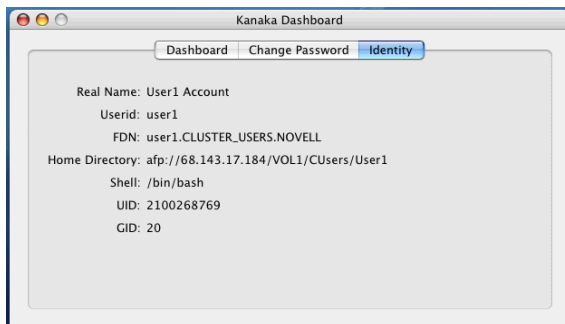 Kanaka Dashboard
Dashboard Change Password Identity
Real Name: User1 Account
Userid: user1
FDN: user1.CLUSTER_USERS.NOVELL
Home Directory: afp://68.143.17.184/VOL1/CUsers/User1
Shell: /bin/bash
UID: 2100268769
GID: 20